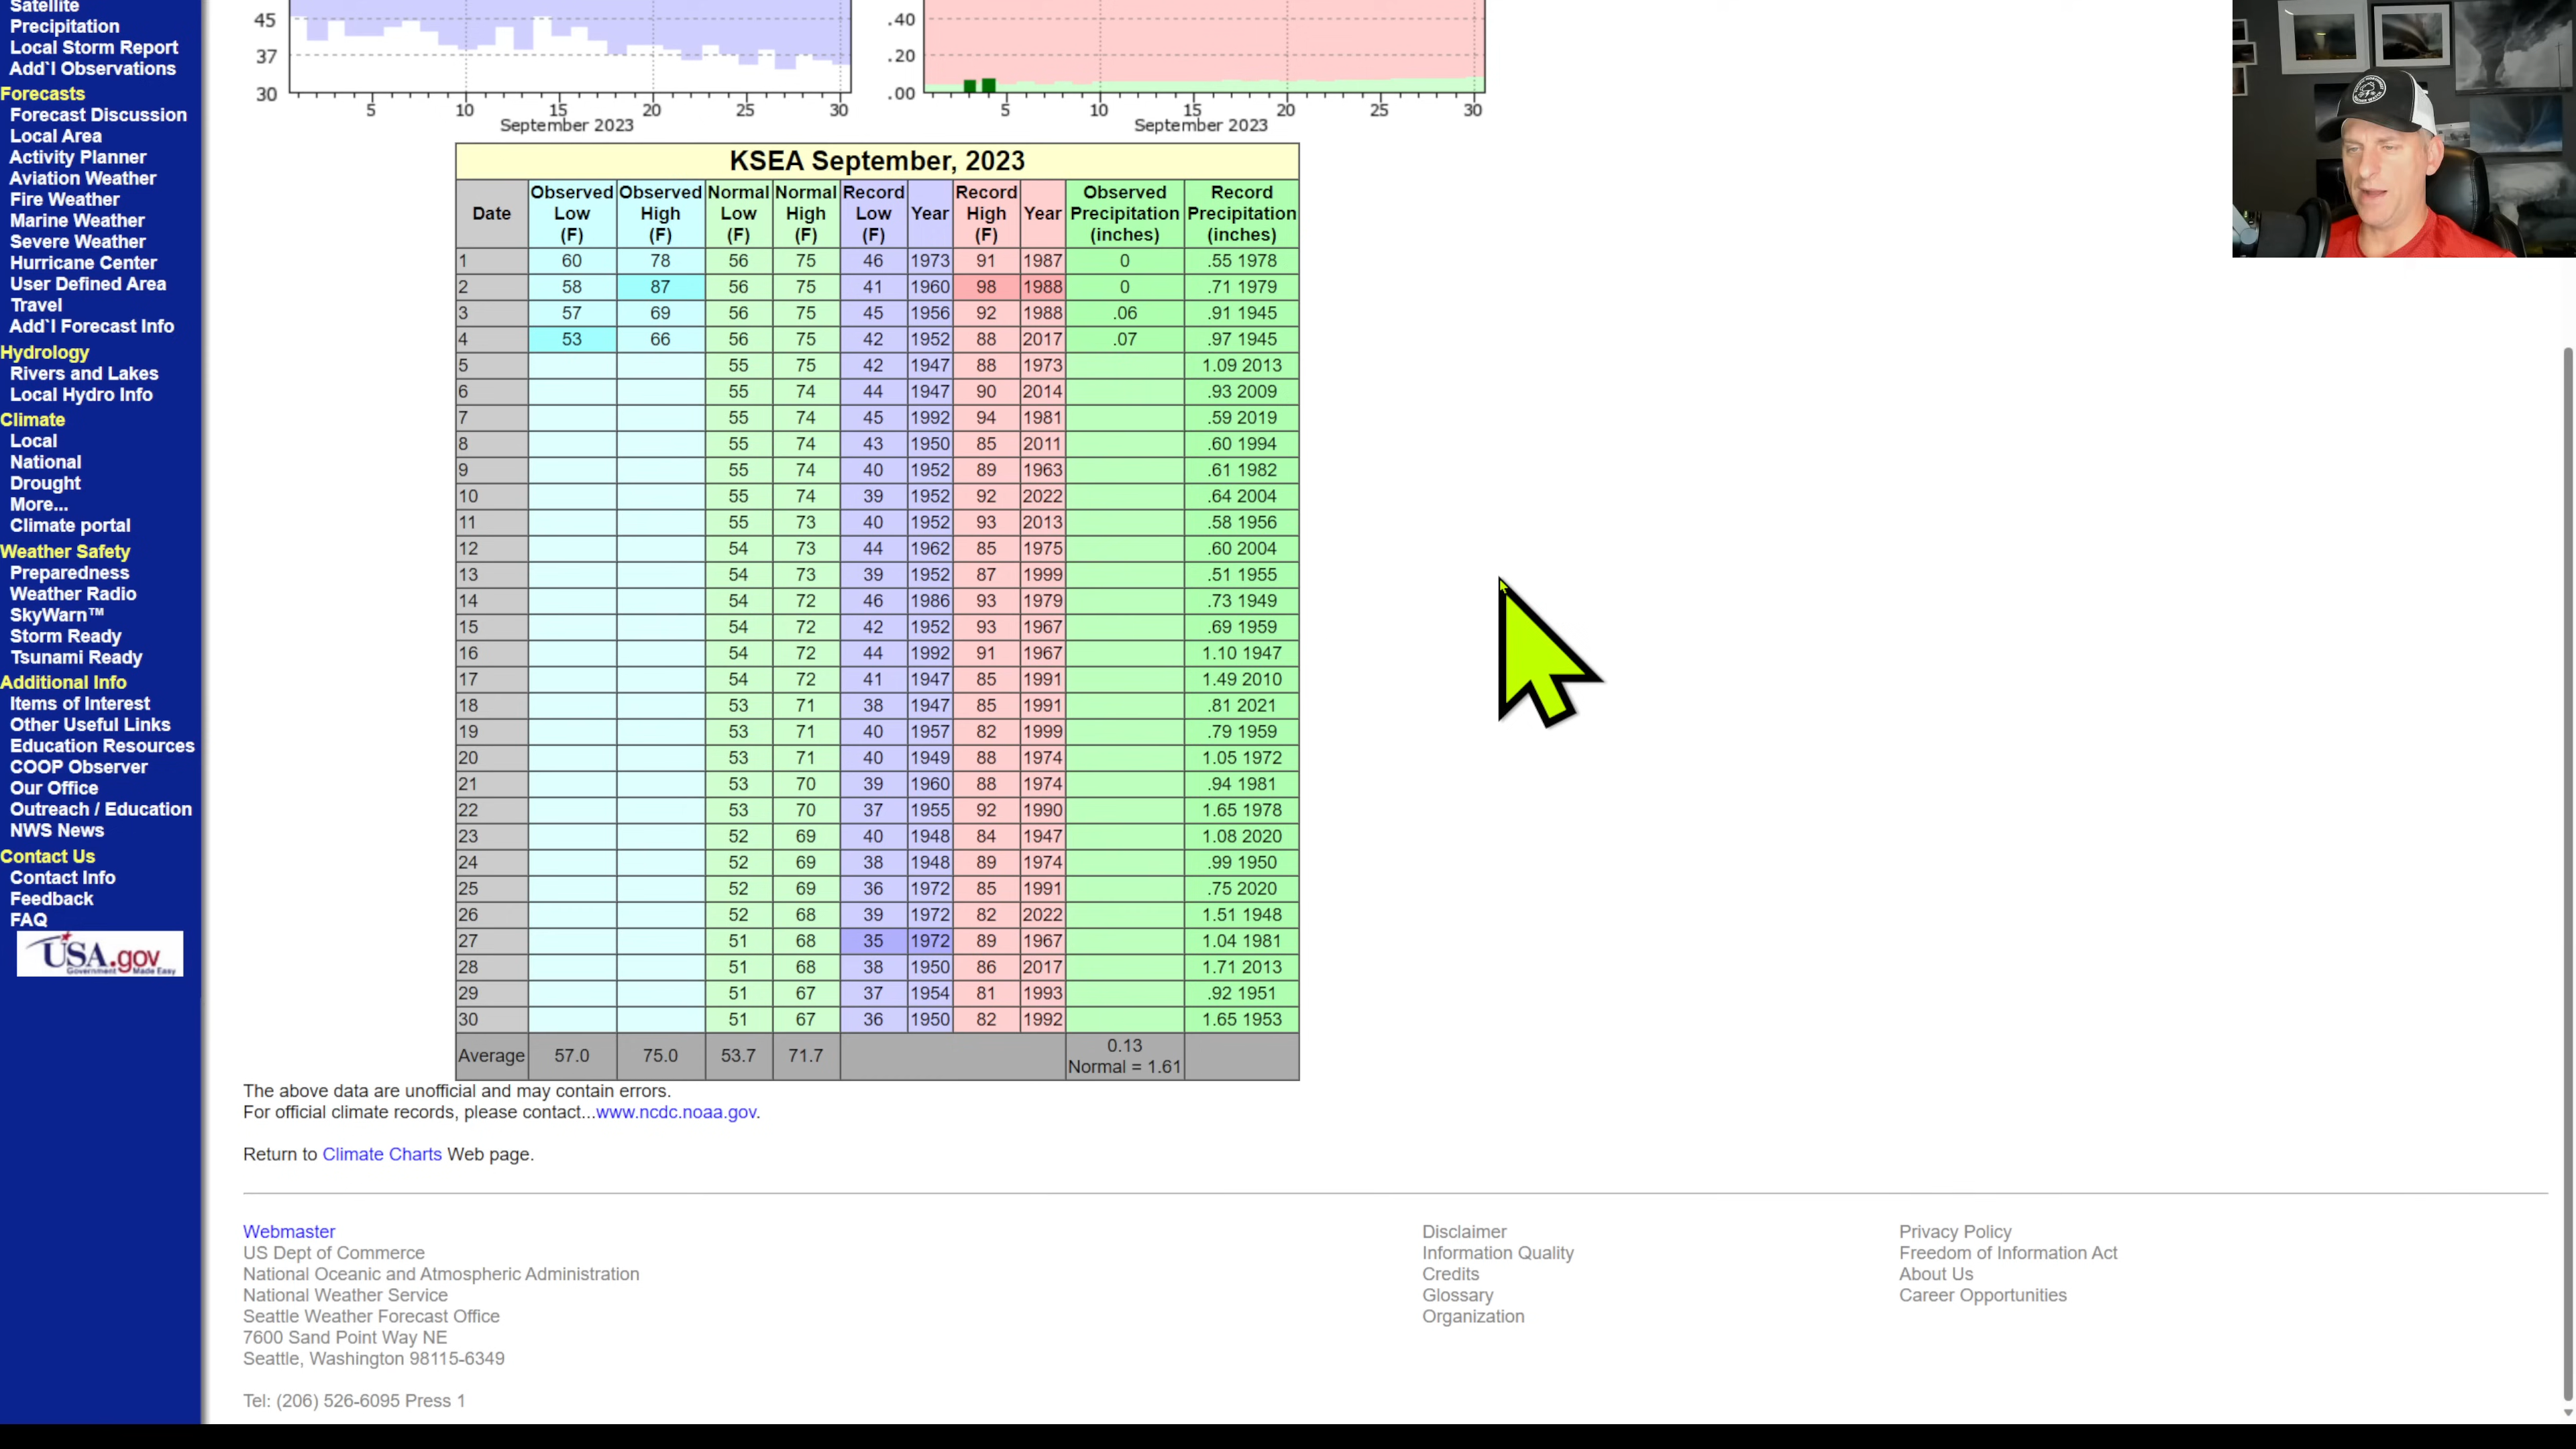 Satellite
Precipitation
Local Storm Report
Add`l Observations
Forecasts
Forecast Discussion
Local Area
Activity Planner
Aviation Weather
Fire Weather
Marine Weather
Severe Weather
Hurricane Center
User Defined Area
Travel
Add`l Forecast Info
Hydrology
Rivers and Lakes
Local Hydro Info
Climate
Local
National
Drought
More...
Climate portal
Weather Safety
Preparedness
Weather Radio
SkyWarn™
Storm Ready
Tsunami Ready
Additional Info
Items of Interest
Other Useful Links
Education Resources
COOP Observer
Our Office
Outreach / Education
NWS News
Contact Us
Contact Info
Feedback
FAQ
USA.gov
Government Made Easy
45
37
30
5 10 15 20 25 30
September 2023
.40
.20
.00
5 10 15 20 25 30
September 2023
KSEA September, 2023
Date Observed Low (F) Observed High (F) Normal Low (F) Normal High (F) Record Low (F) Year Record High (F) Year Observed Precipitation (inches) Record Precipitation (inches)
1 60 78 56 75 46 1973 91 1987 0 .55 1978
2 58 87 56 75 41 1960 98 1988 0 .71 1979
3 57 69 56 75 45 1956 92 1988 .06 .91 1945
4 53 66 56 75 42 1952 88 2017 .07 .97 1945
5 55 75 42 1947 88 1973 1.09 2013
6 55 74 44 1947 90 2014 .93 2009
7 55 74 45 1992 94 1981 .59 2019
8 55 74 43 1950 85 2011 .60 1994
9 55 74 40 1952 89 1963 .61 1982
10 55 74 39 1952 92 2022 .64 2004
11 55 73 40 1952 93 2013 .58 1956
12 54 73 44 1962 85 1975 .60 2004
13 54 73 39 1952 87 1999 .51 1955
14 54 72 46 1986 93 1979 .73 1949
15 54 72 42 1952 93 1967 .69 1959
16 54 72 44 1992 91 1967 1.10 1947
17 54 72 41 1947 85 1991 1.49 2010
18 53 71 38 1947 85 1991 .81 2021
19 53 71 40 1957 82 1999 .79 1959
20 53 71 40 1949 88 1974 1.05 1972
21 53 70 39 1960 88 1974 .94 1981
22 53 70 37 1955 92 1990 1.65 1978
23 52 69 40 1948 84 1947 1.08 2020
24 52 69 38 1948 89 1974 .99 1950
25 52 69 36 1972 85 1991 .75 2020
26 52 68 39 1972 82 2022 1.51 1948
27 51 68 35 1972 89 1967 1.04 1981
28 51 68 38 1950 86 2017 1.71 2013
29 51 67 37 1954 81 1993 .92 1951
30 51 67 36 1950 82 1992 1.65 1953
Average 57.0 75.0 53.7 71.7 0.13 Normal = 1.61
The above data are unofficial and may contain errors.
For official climate records, please contact...www.ncdc.noaa.gov.
Return to Climate Charts Web page.
Webmaster
US Dept of Commerce
National Oceanic and Atmospheric Administration
National Weather Service
Seattle Weather Forecast Office
7600 Sand Point Way NE
Seattle, Washington 98115-6349
Tel: (206) 526-6095 Press 1
Disclaimer
Information Quality
Credits
Glossary
Organization
Privacy Policy
Freedom of Information Act
About Us
Career Opportunities